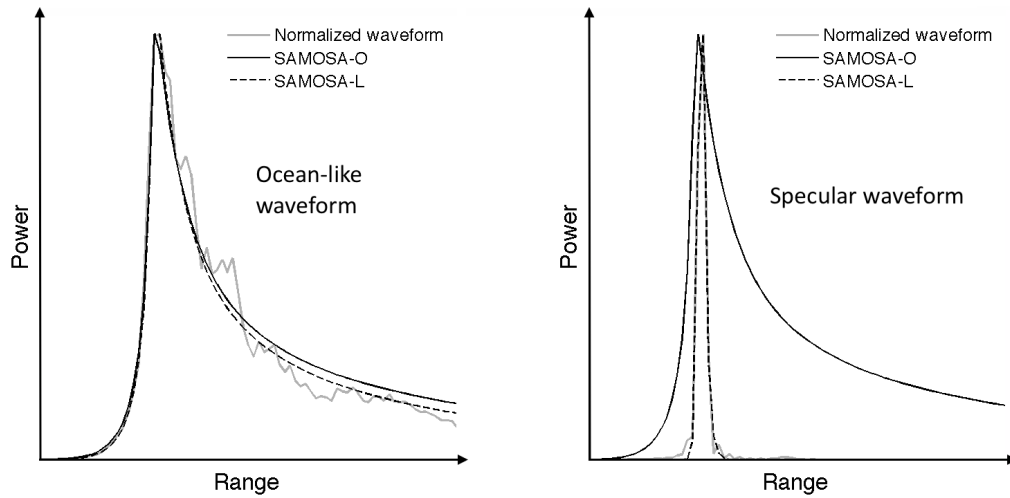 Normalized waveform
SAMOSA-O
SAMOSA-L
Ocean-like
waveform
Power
Range
Normalized waveform
SAMOSA-O
SAMOSA-L
Specular waveform
Power
Range